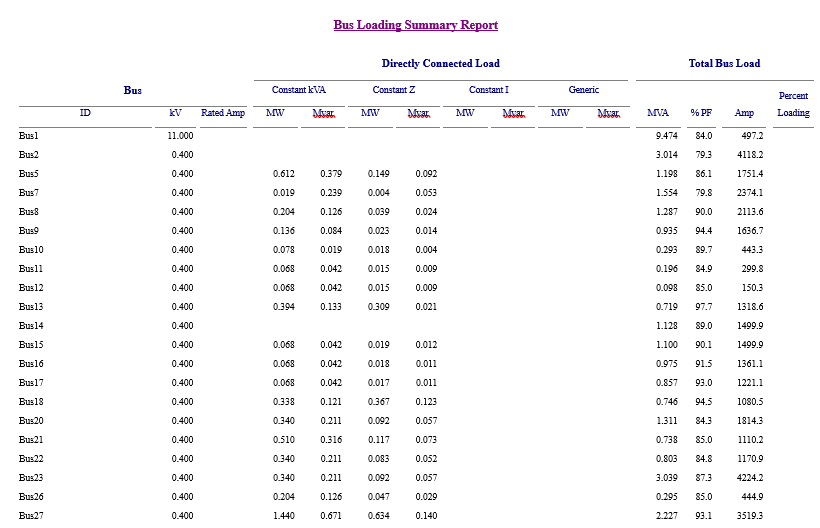 Bus Loading Summary Report
Directly Connected Load Total Bus Load
Bus Constant kVA Constant Z Constant I Generic Percent
ID kV Rated Amp MW Mvar MW Mvar MW Mvar MW Mvar MVA % PF Amp Loading
Bus1 11.000 9.474 84.0 497.2
Bus2 0.400 3.014 79.3 4118.2
Bus5 0.400 0.612 0.379 0.149 0.092 1.198 86.1 1751.4
Bus7 0.400 0.019 0.239 0.004 0.053 1.554 79.8 2374.1
Bus8 0.400 0.204 0.126 0.039 0.024 1.287 90.0 2113.6
Bus9 0.400 0.136 0.084 0.023 0.014 0.935 94.4 1636.7
Bus10 0.400 0.078 0.019 0.018 0.004 0.293 89.7 443.3
Bus11 0.400 0.068 0.042 0.015 0.009 0.196 84.9 299.8
Bus12 0.400 0.068 0.042 0.015 0.009 0.098 85.0 150.3
Bus13 0.400 0.394 0.133 0.309 0.021 0.719 97.7 1318.6
Bus14 0.400 1.128 89.0 1499.9
Bus15 0.400 0.068 0.042 0.019 0.012 1.100 90.1 1499.9
Bus16 0.400 0.068 0.042 0.018 0.011 0.975 91.5 1361.1
Bus17 0.400 0.068 0.042 0.017 0.011 0.857 93.0 1221.1
Bus18 0.400 0.338 0.121 0.367 0.123 0.746 94.5 1080.5
Bus20 0.400 0.340 0.211 0.092 0.057 1.311 84.3 1814.3
Bus21 0.400 0.510 0.316 0.117 0.073 0.738 85.0 1110.2
Bus22 0.400 0.340 0.211 0.083 0.052 0.803 84.8 1170.9
Bus23 0.400 0.340 0.211 0.092 0.057 3.039 87.3 4224.2
Bus26 0.400 0.204 0.126 0.047 0.029 0.295 85.0 444.9
Bus27 0.400 1.440 0.671 0.634 0.140 2.227 93.1 3519.3